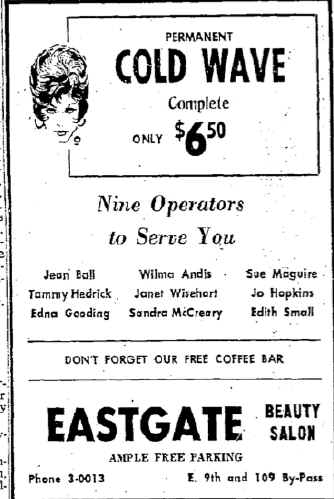 PERMANENT
COLD WAVE
Complete
ONLY $6.50
Nine Operators
to Serve You
Jean Ball Wilma Andis Sue Maguire
Tammy Hedrick Janet Wisehart Jo Hopkins
Edna Gooding Sandra McCreary Edith Small
DON'T FORGET OUR FREE COFFEE BAR
EASTGATE BEAUTY SALON
AMPLE FREE PARKING
Phone 3-0013 E. 9th and 109 By-Pass